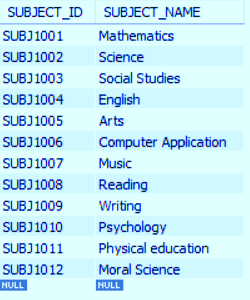 SUBJECT_ID SUBJECT_NAME
SUBJ1001 Mathematics
SUBJ1002 Science
SUBJ1003 Social Studies
SUBJ1004 English
SUBJ1005 Arts
SUBJ1006 Computer Application
SUBJ1007 Music
SUBJ1008 Reading
SUBJ1009 Writing
SUBJ1010 Psychology
SUBJ1011 Physical education
SUBJ1012 Moral Science
NULL NULL